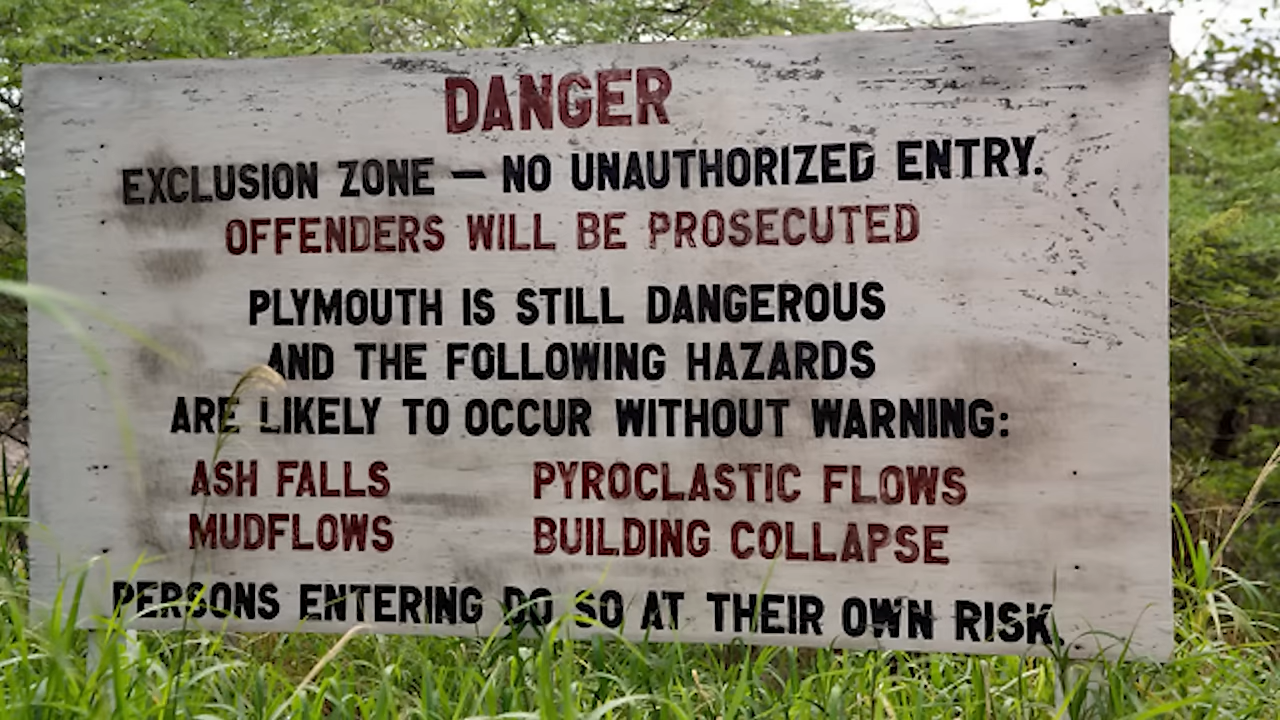 DANGER
EXCLUSION ZONE — NO UNAUTHORIZED ENTRY.
OFFENDERS WILL BE PROSECUTED
PLYMOUTH IS STILL DANGEROUS
AND THE FOLLOWING HAZARDS
ARE LIKELY TO OCCUR WITHOUT WARNING:
ASH FALLS PYROCLASTIC FLOWS
MUDFLOWS BUILDING COLLAPSE
PERSONS ENTERING DO SO AT THEIR OWN RISK.